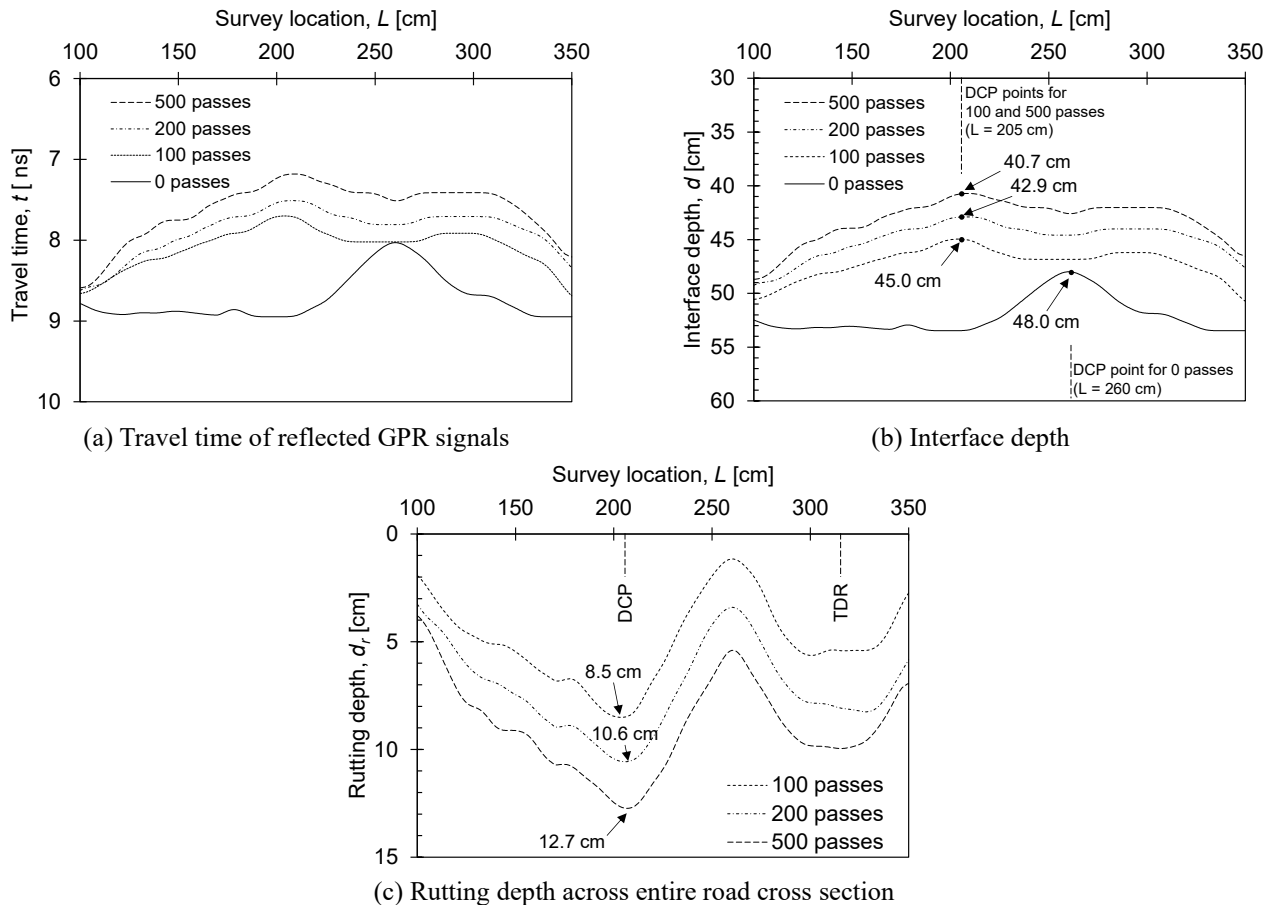 Survey location, L [cm]
100 150 200 250 300 350
6
7
8
9
10
Travel time, t [ ns]
500 passes
200 passes
100 passes
0 passes
(a) Travel time of reflected GPR signals
Survey location, L [cm]
100 150 200 250 300 350
30
35
40
45
50
55
60
Interface depth, d [cm]
500 passes
200 passes
100 passes
0 passes
DCP points for
100 and 500 passes
(L = 205 cm)
40.7 cm
42.9 cm
45.0 cm
48.0 cm
DCP point for 0 passes
(L = 260 cm)
(b) Interface depth
Survey location, L [cm]
100 150 200 250 300 350
0
5
10
15
Rutting depth, dr [cm]
DCP
TDR
8.5 cm
10.6 cm
12.7 cm
100 passes
200 passes
500 passes
(c) Rutting depth across entire road cross section